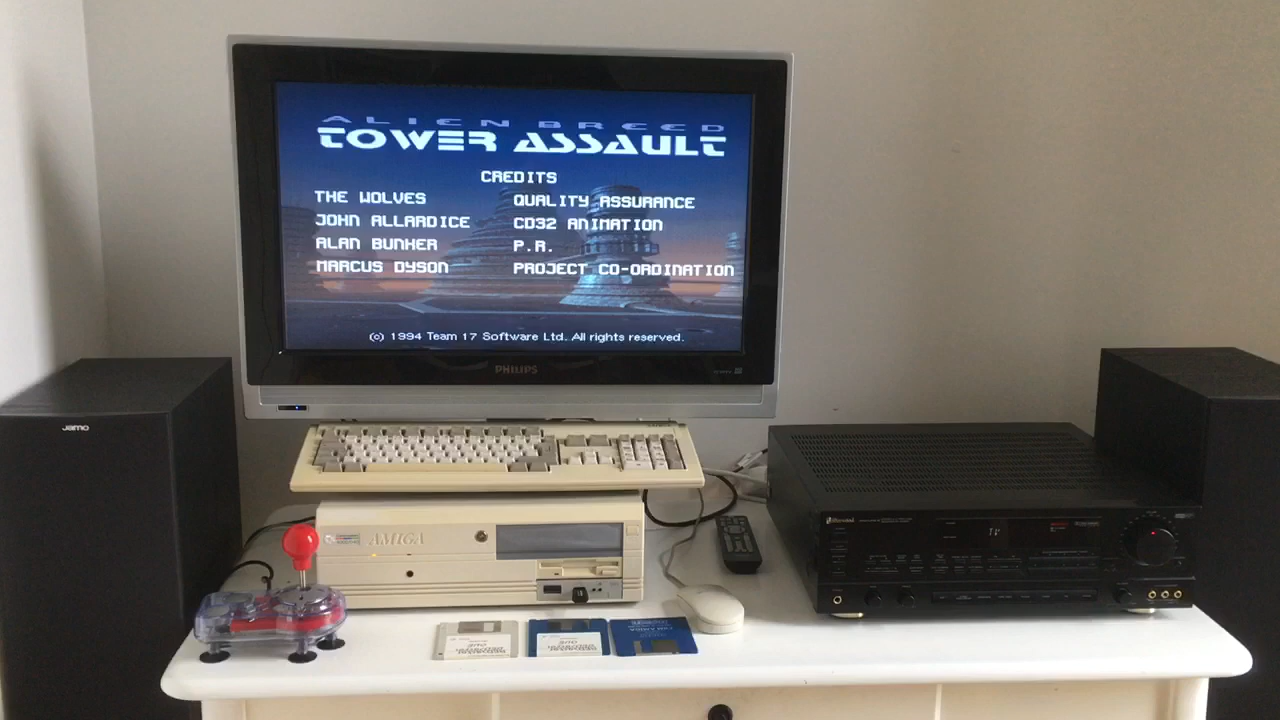 ALIEN BREED
TOWER ASSAULT
CREDITS
THE WOLVES QUALITY ASSURANCE
JOHN ALLARDICE CD32 ANIMATION
ALAN BUNKER P.R.
MARCUS DYSON PROJECT CO-ORDINATION
(c) 1994 Team 17 Software Ltd. All rights reserved.
PHILIPS
Jamo
AMIGA
TV